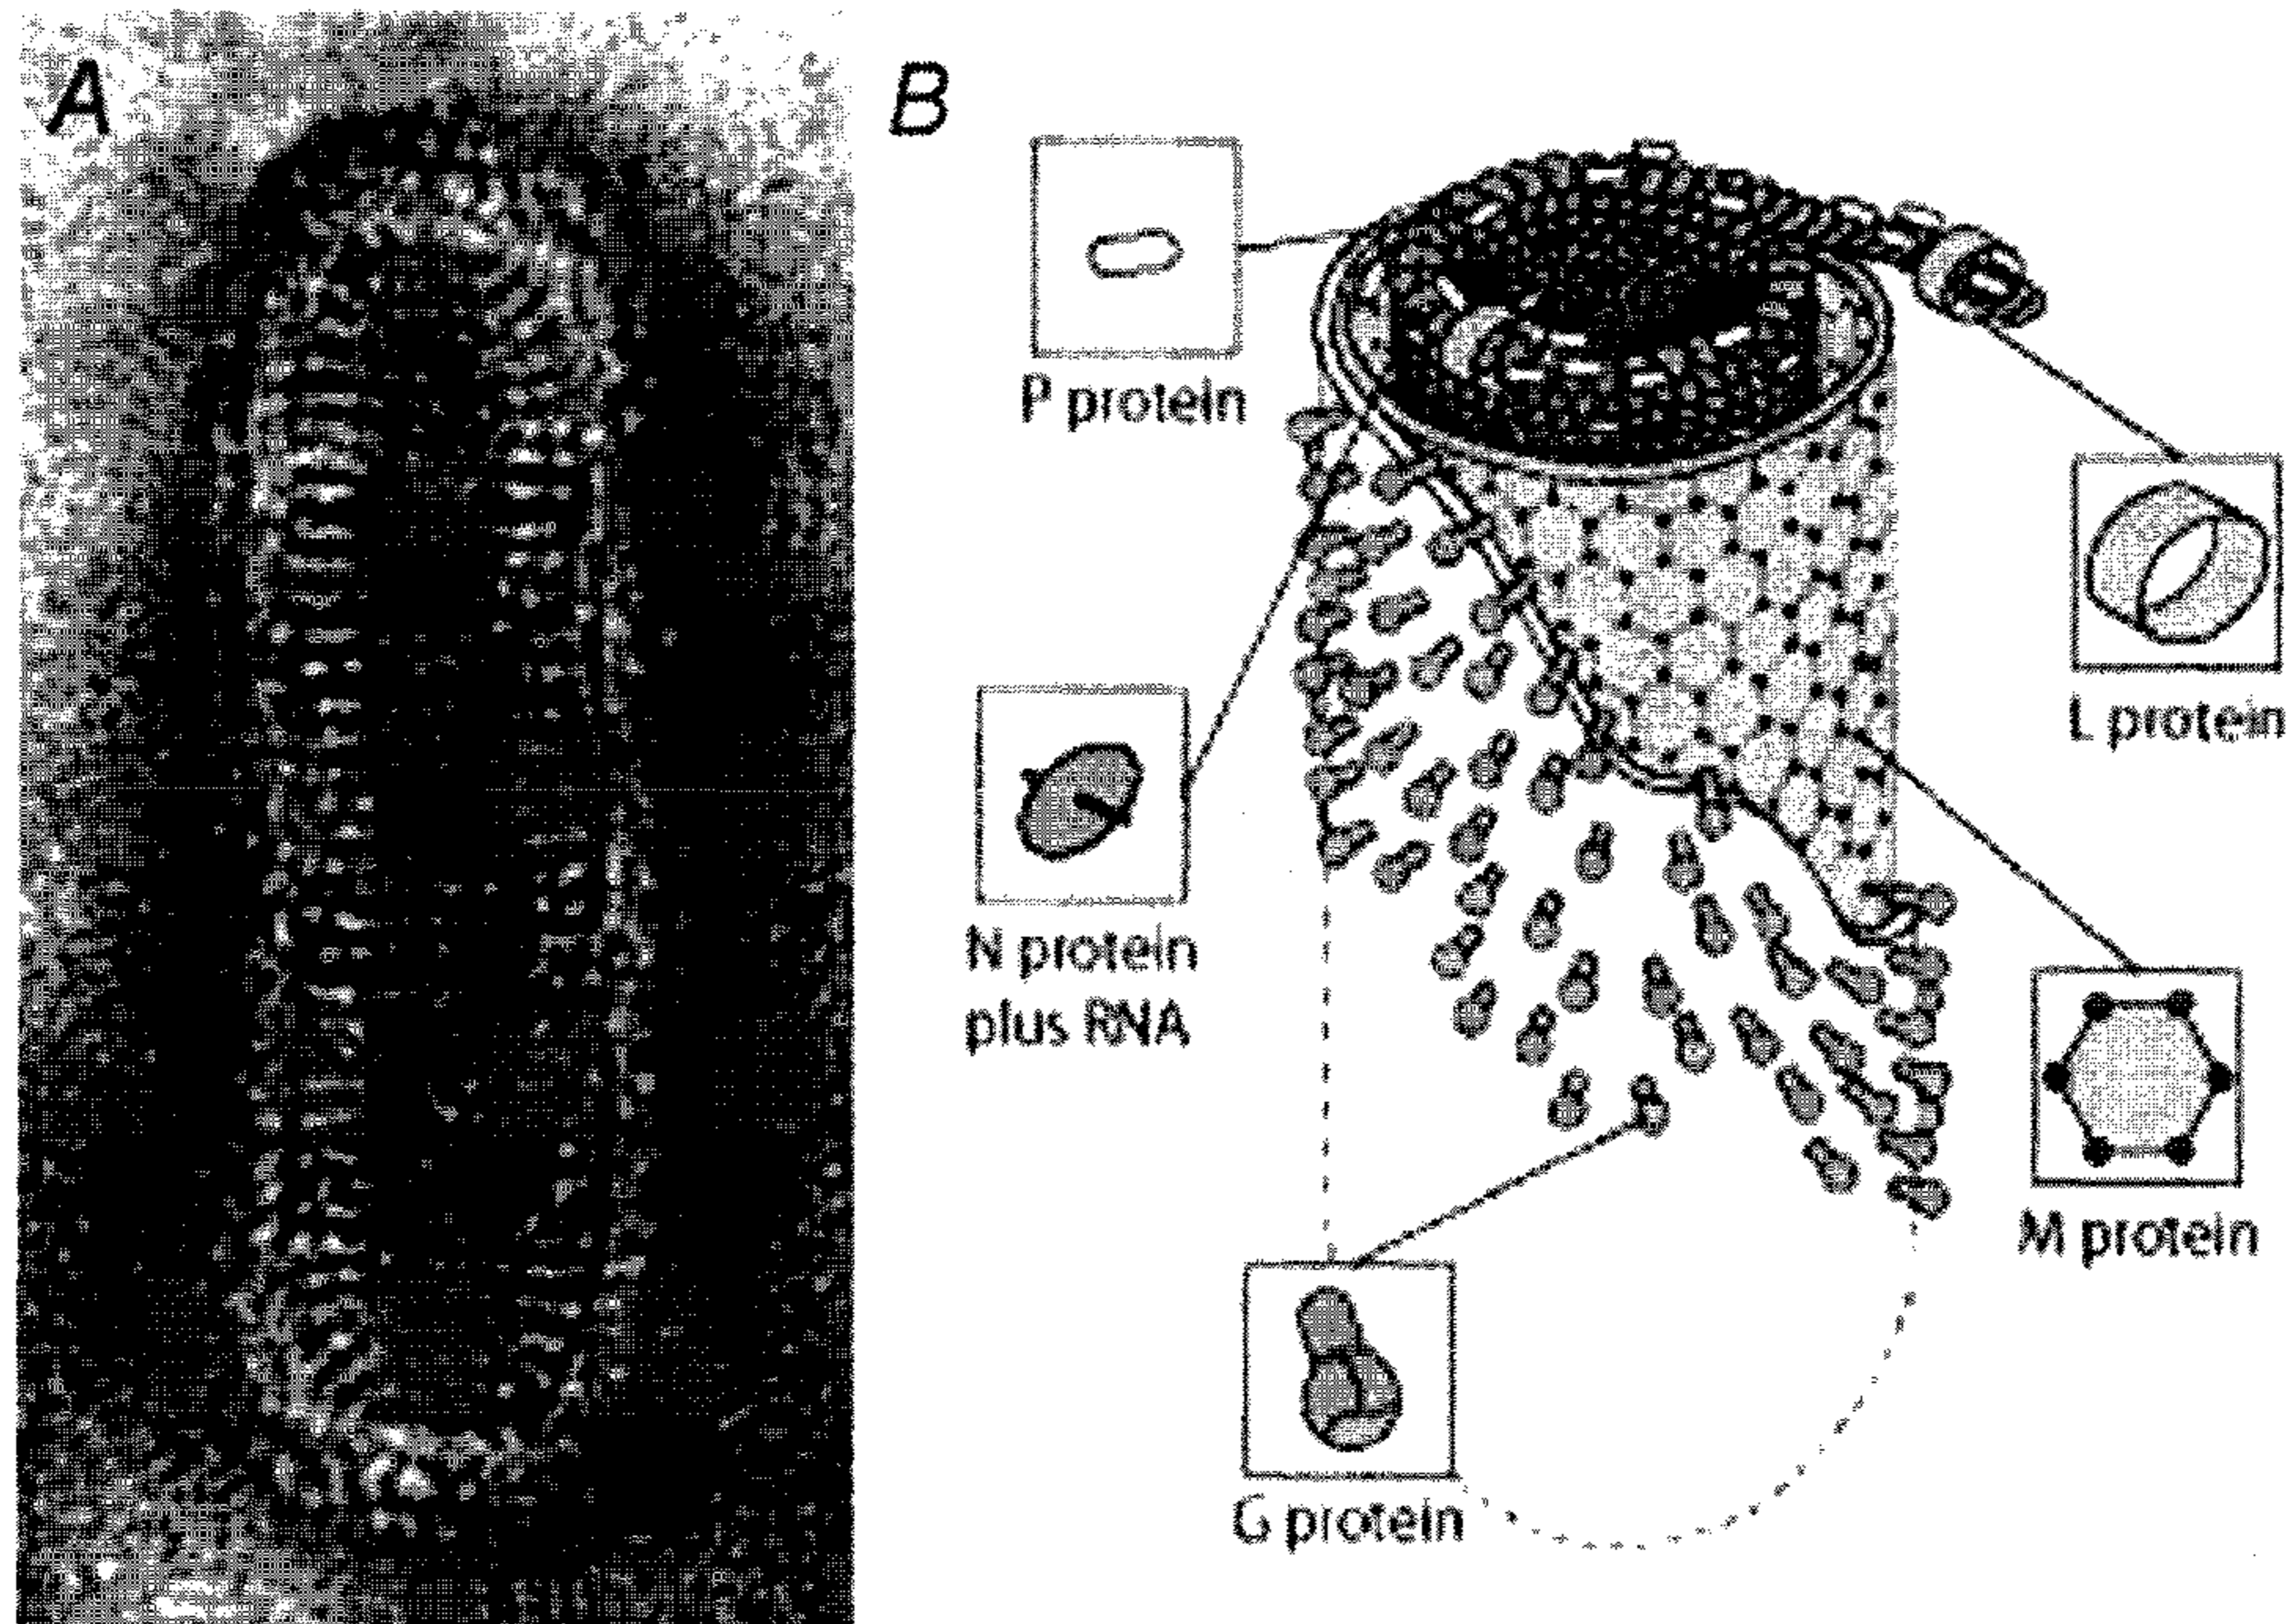 A
B
P protein
L protein
N protein
plus RNA
M protein
G protein